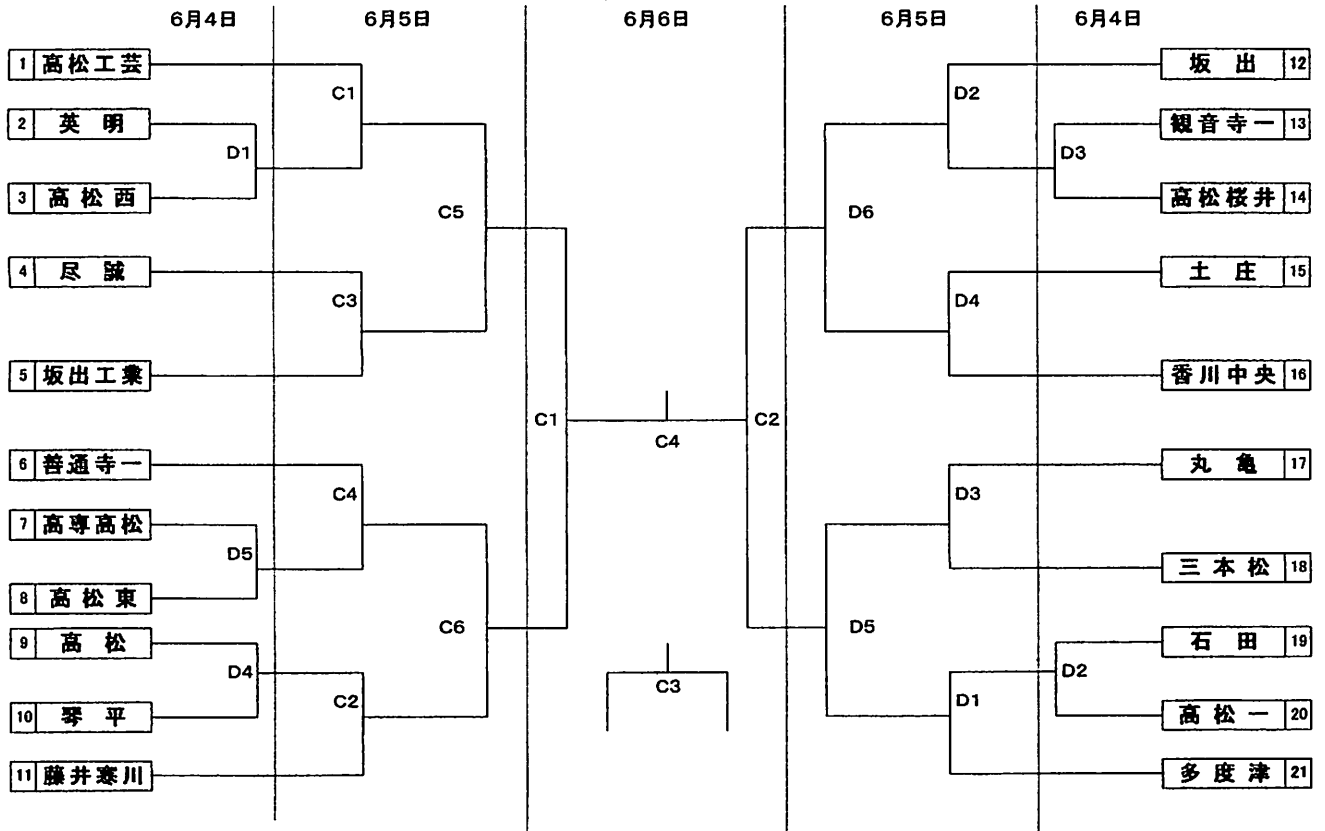 6月4日 6月5日 6月6日 6月5日 6月4日
1 高松工芸
2 英明
3 高松西
4 尽誠
5 坂出工業
6 善通寺一
7 高専高松
8 高松東
9 高松
10 琴平
11 藤井寒川
D1
D5
D4
C1
C3
C4
C2
C5
C6
C1
C4
C3
C2
D6
D5
D2
D4
D3
D1
D3
D2
坂出 12
観音寺一 13
高松桜井 14
土庄 15
香川中央 16
丸亀 17
三本松 18
石田 19
高松一 20
多度津 21